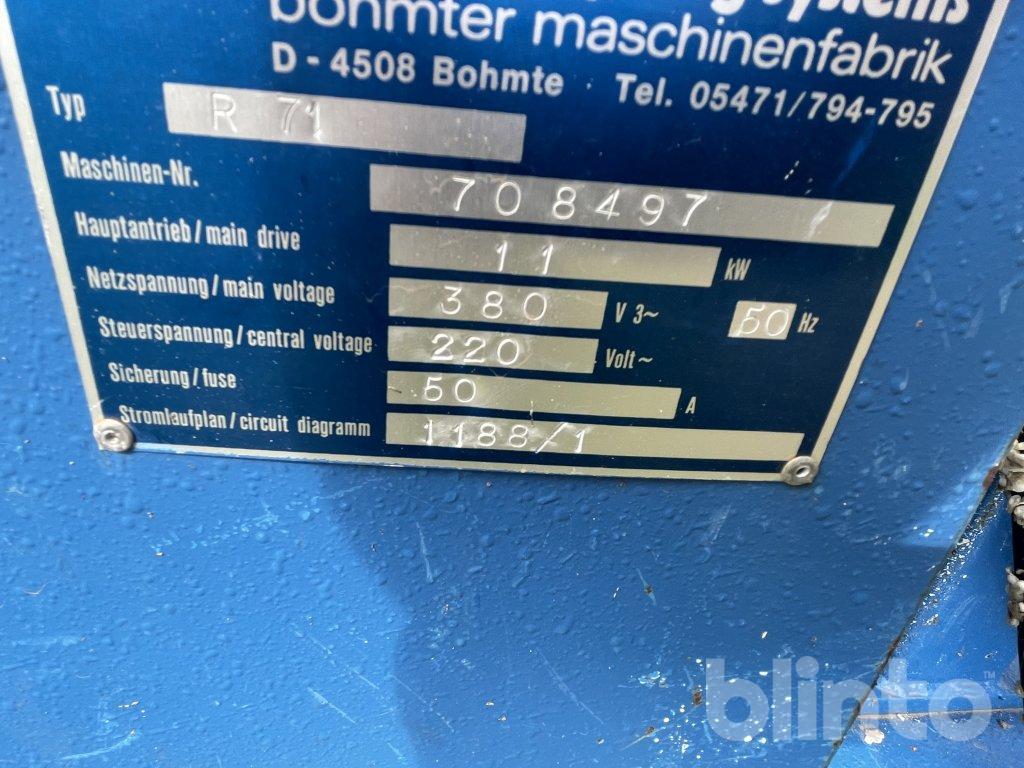 systems
bohmter maschinenfabrik
D - 4508 Bohmte · Tel. 05471/794-795
Typ R 71
Maschinen-Nr. 708497 /
Hauptantrieb/main drive 11 kW
Netzspannung/main voltage 380 V 3~ 50 Hz
Steuerspannung/central voltage 220 Volt~
Sicherung/fuse 50 A
Stromlaufplan/circuit diagramm 1188/1
blinto™